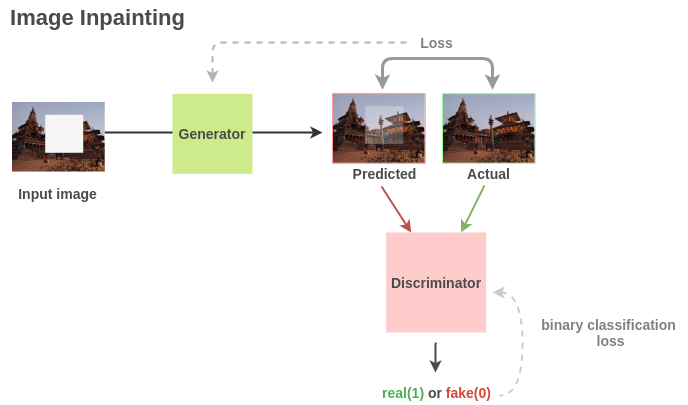 Image Inpainting
Loss
Generator
Predicted
Actual
Input image
Discriminator
binary classification
loss
real(1) or fake(0)